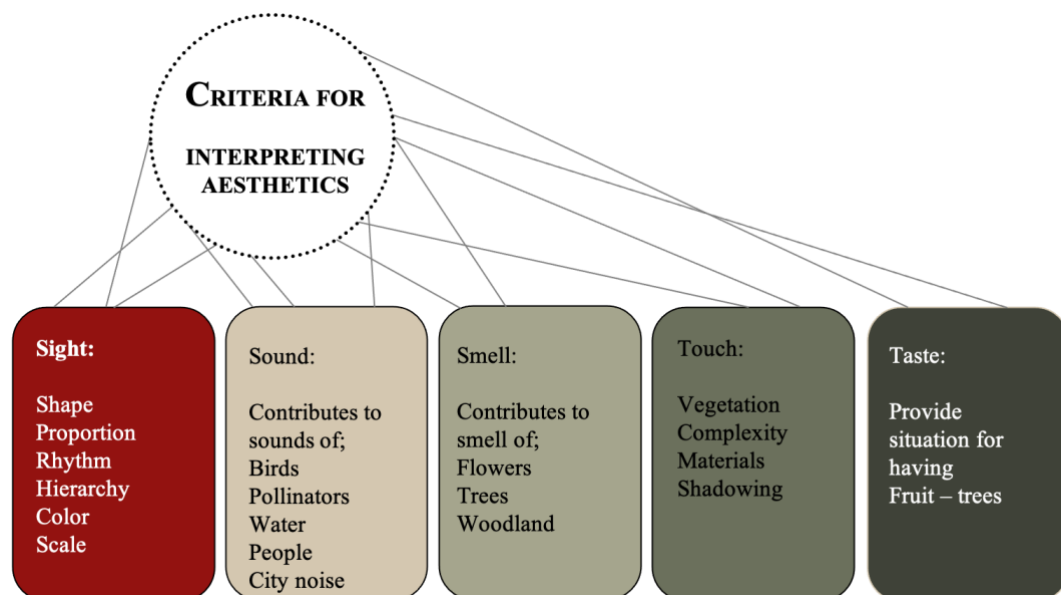 CRITERIA FOR
INTERPRETING
AESTHETICS
Sight:
Shape
Proportion
Rhythm
Hierarchy
Color
Scale
Sound:
Contributes to
sounds of;
Birds
Pollinators
Water
People
City noise
Smell:
Contributes to
smell of;
Flowers
Trees
Woodland
Touch:
Vegetation
Complexity
Materials
Shadowing
Taste:
Provide
situation for
having
Fruit – trees